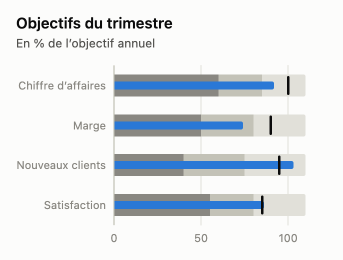 Objectifs du trimestre
En % de l’objectif annuel
Chiffre d’affaires
Marge
Nouveaux clients
Satisfaction
0 50 100